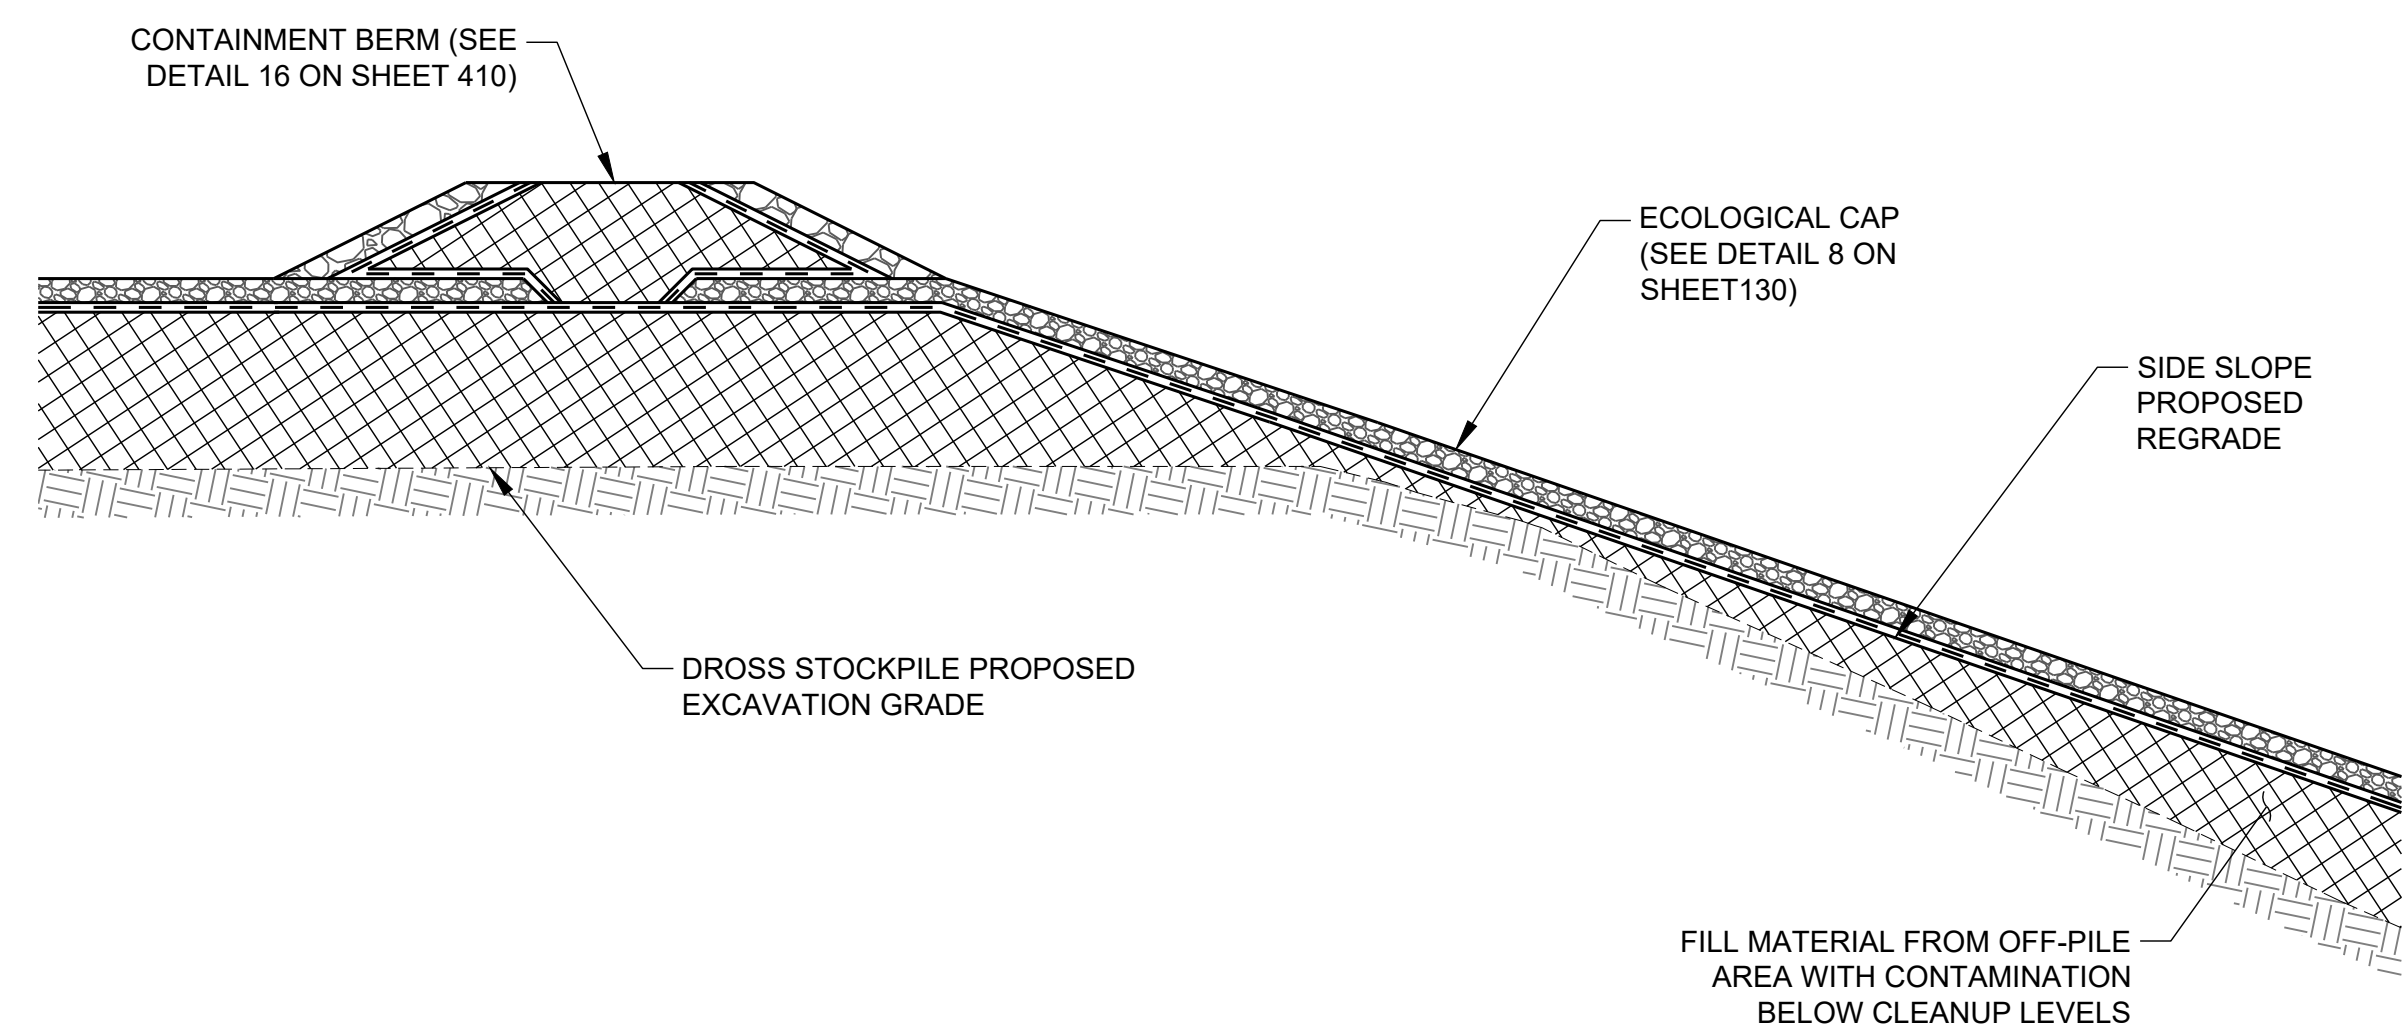 CONTAINMENT BERM (SEE
DETAIL 16 ON SHEET 410)
ECOLOGICAL CAP
(SEE DETAIL 8 ON
SHEET130)
SIDE SLOPE
PROPOSED
REGRADE
DROSS STOCKPILE PROPOSED
EXCAVATION GRADE
FILL MATERIAL FROM OFF-PILE
AREA WITH CONTAMINATION
BELOW CLEANUP LEVELS